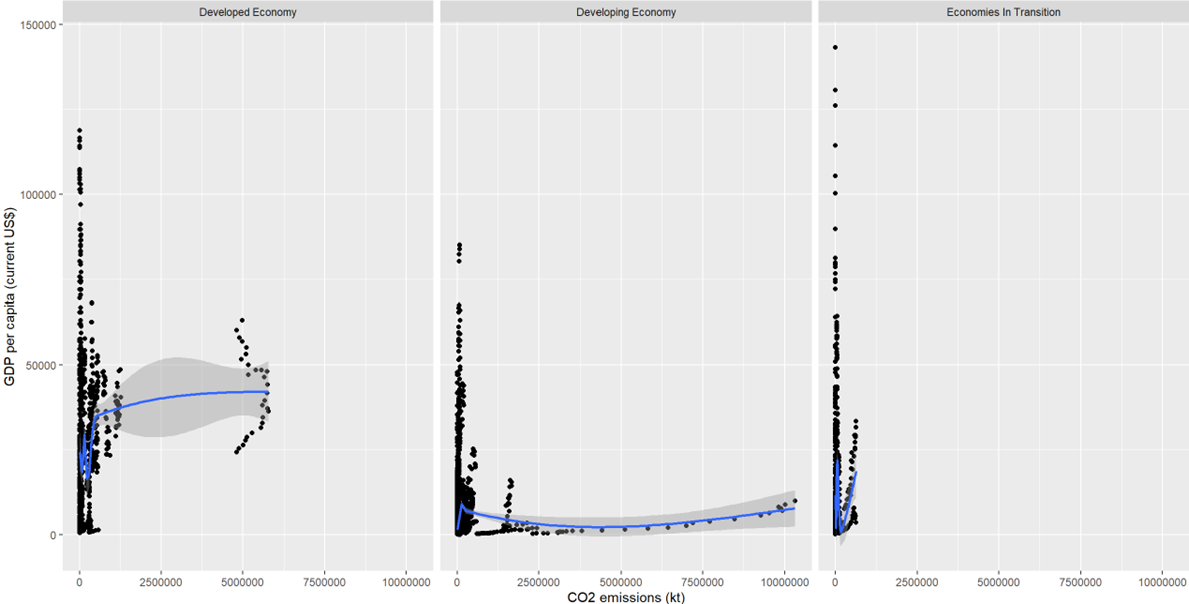 Developed Economy
Developing Economy
Economies In Transition
GDP per capita (current US$)
150000
100000
50000
0
0 2500000 5000000 7500000 10000000
0 2500000 5000000 7500000 10000000
0 2500000 5000000 7500000 10000000
CO2 emissions (kt)